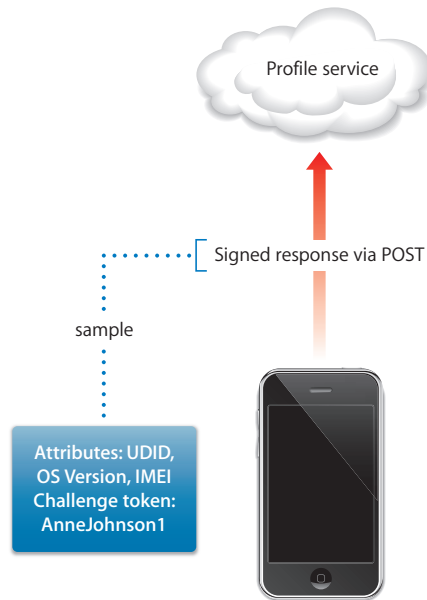 Profile service
Signed response via POST
sample
Attributes: UDID,
OS Version, IMEI
Challenge token:
AnneJohnson1